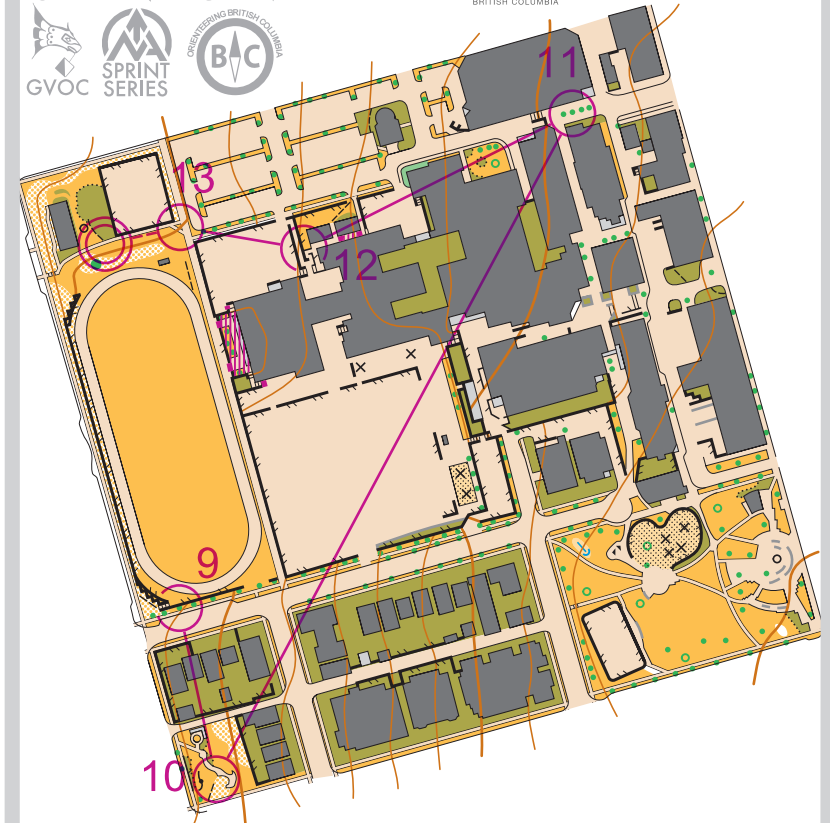 BRITISH COLUMBIA
ORIENTEERING BRITISH COLUMBIA
GVOC
SPRINT
SERIES
B C
11
13
12
9
10